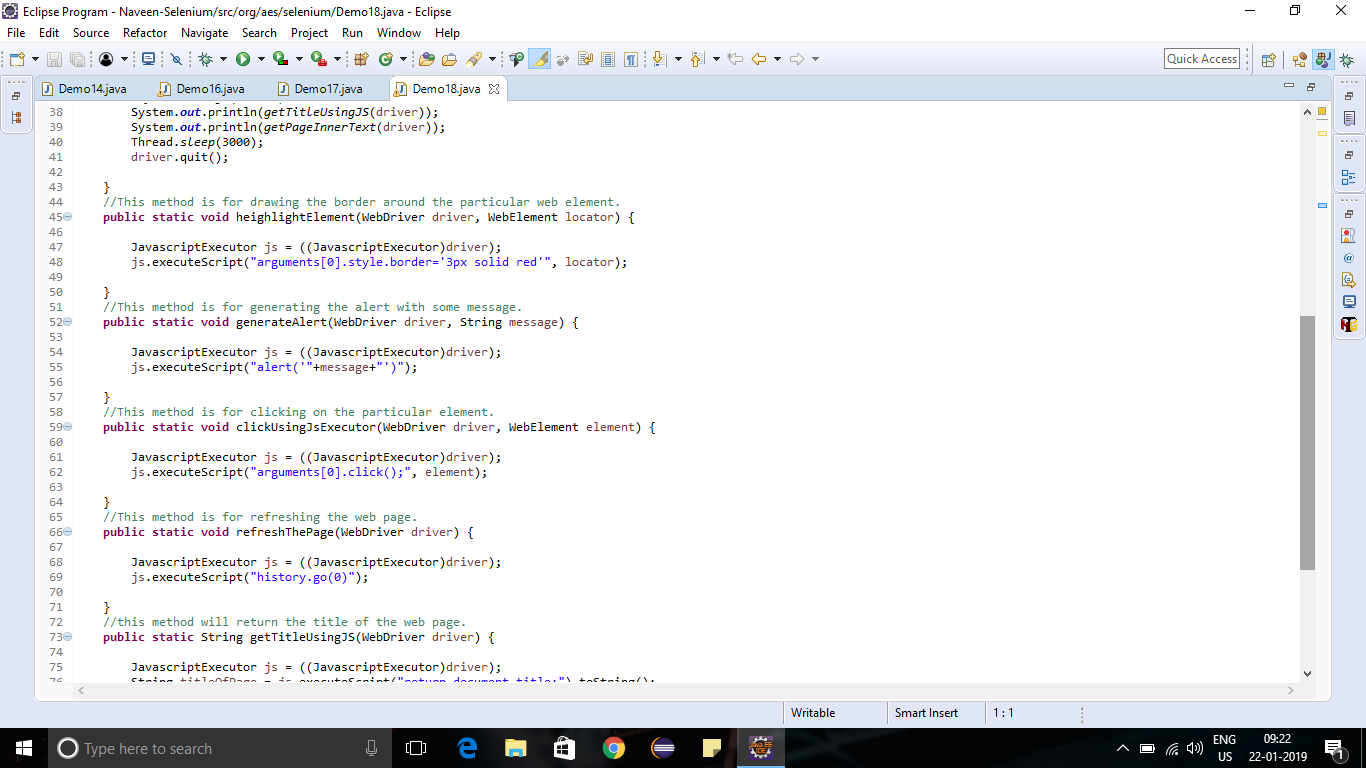 Eclipse Program - Naveen-Selenium/src/org/aes/selenium/Demo18.java - Eclipse
File Edit Source Refactor Navigate Search Project Run Window Help
Quick Access
Demo14.java Demo16.java Demo17.java Demo18.java
38 System.out.println(getTitleUsingJS(driver));
39 System.out.println(getPageInnerText(driver));
40 Thread.sleep(3000);
41 driver.quit();
42
43 }
44 //This method is for drawing the border around the particular web element.
45 public static void heighlightElement(WebDriver driver, WebElement locator) {
46
47 JavascriptExecutor js = ((JavascriptExecutor)driver);
48 js.executeScript("arguments[0].style.border='3px solid red'", locator);
49
50 }
51 //This method is for generating the alert with some message.
52 public static void generateAlert(WebDriver driver, String message) {
53
54 JavascriptExecutor js = ((JavascriptExecutor)driver);
55 js.executeScript("alert('"+message+"')");
56
57 }
58 //This method is for clicking on the particular element.
59 public static void clickUsingJsExecutor(WebDriver driver, WebElement element) {
60
61 JavascriptExecutor js = ((JavascriptExecutor)driver);
62 js.executeScript("arguments[0].click();", element);
63
64 }
65 //This method is for refreshing the web page.
66 public static void refreshThePage(WebDriver driver) {
67
68 JavascriptExecutor js = ((JavascriptExecutor)driver);
69 js.executeScript("history.go(0)");
70
71 }
72 //this method will return the title of the web page.
73 public static String getTitleUsingJS(WebDriver driver) {
74
75 JavascriptExecutor js = ((JavascriptExecutor)driver);
76 String titleOfPage = js.executeScript("return document.title;").toString();
Writable Smart Insert 1 : 1
Type here to search
ENG 09:22
US 22-01-2019
1